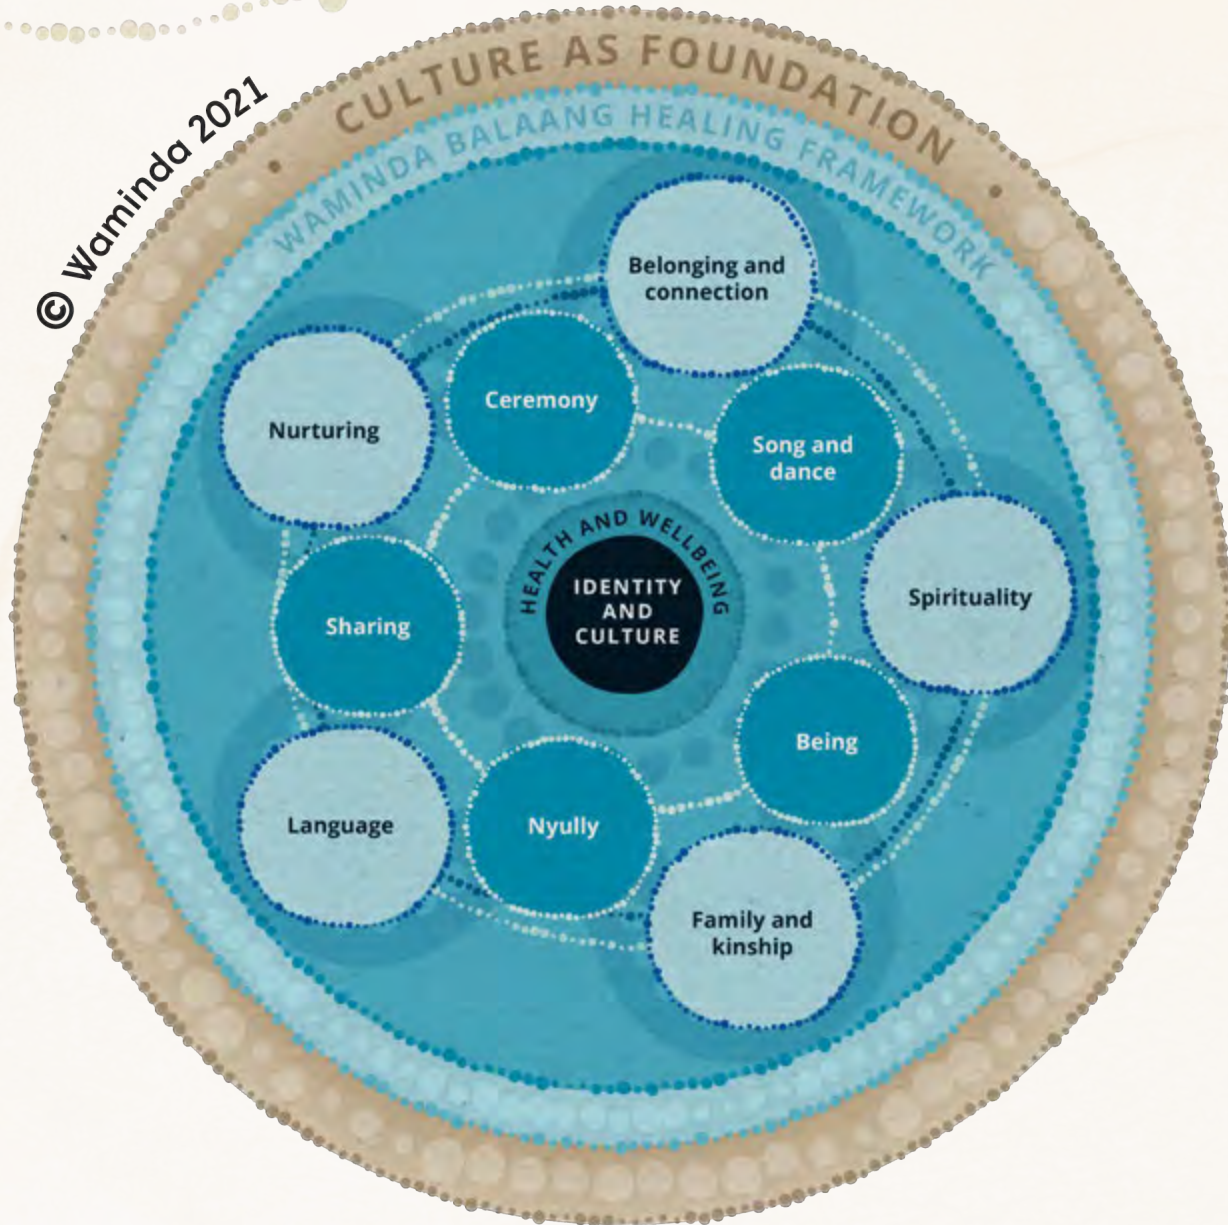 © Waminda 2021
CULTURE AS FOUNDATION
WAMINDA BALAANG HEALING FRAMEWORK
Belonging and
connection
Nurturing
Ceremony
Song and
dance
HEALTH AND WELLBEING
IDENTITY
AND
CULTURE
Spirituality
Sharing
Being
Language
Nyully
Family and
kinship